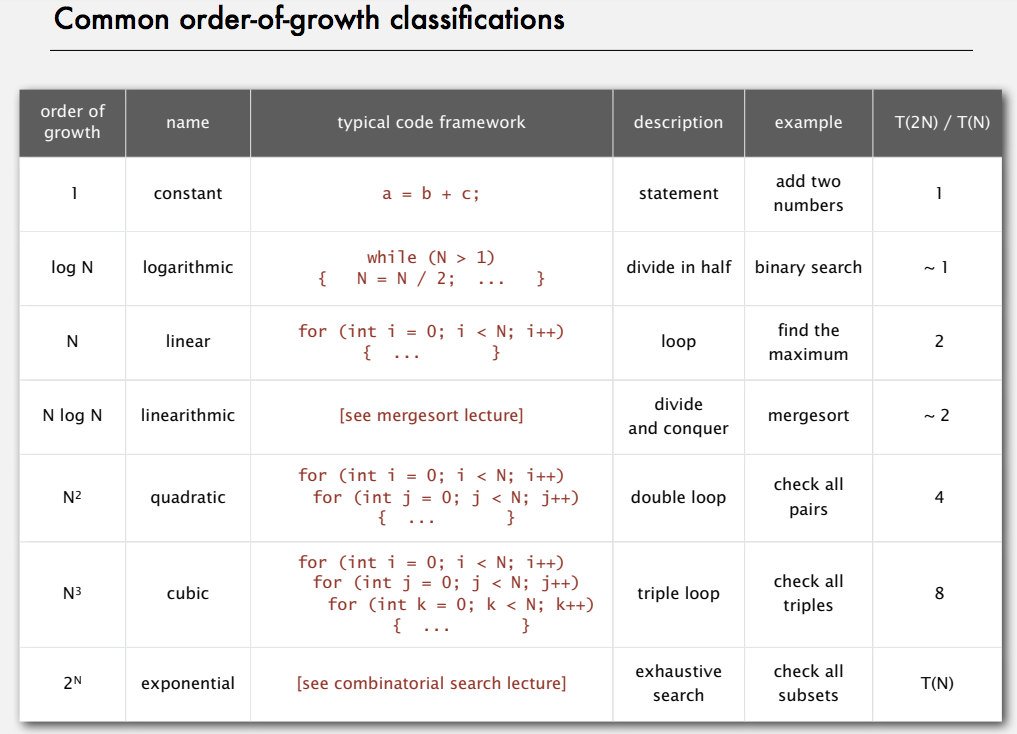 Common order-of-growth classifications
order of growth | name | typical code framework | description | example | T(2N) / T(N)
1 | constant | a = b + c; | statement | add two numbers | 1
log N | logarithmic | while (N > 1) { N = N / 2; ... } | divide in half | binary search | ~ 1
N | linear | for (int i = 0; i < N; i++) { ... } | loop | find the maximum | 2
N log N | linearithmic | [see mergesort lecture] | divide and conquer | mergesort | ~ 2
N² | quadratic | for (int i = 0; i < N; i++) for (int j = 0; j < N; j++) { ... } | double loop | check all pairs | 4
N³ | cubic | for (int i = 0; i < N; i++) for (int j = 0; j < N; j++) for (int k = 0; k < N; k++) { ... } | triple loop | check all triples | 8
2ᴺ | exponential | [see combinatorial search lecture] | exhaustive search | check all subsets | T(N)